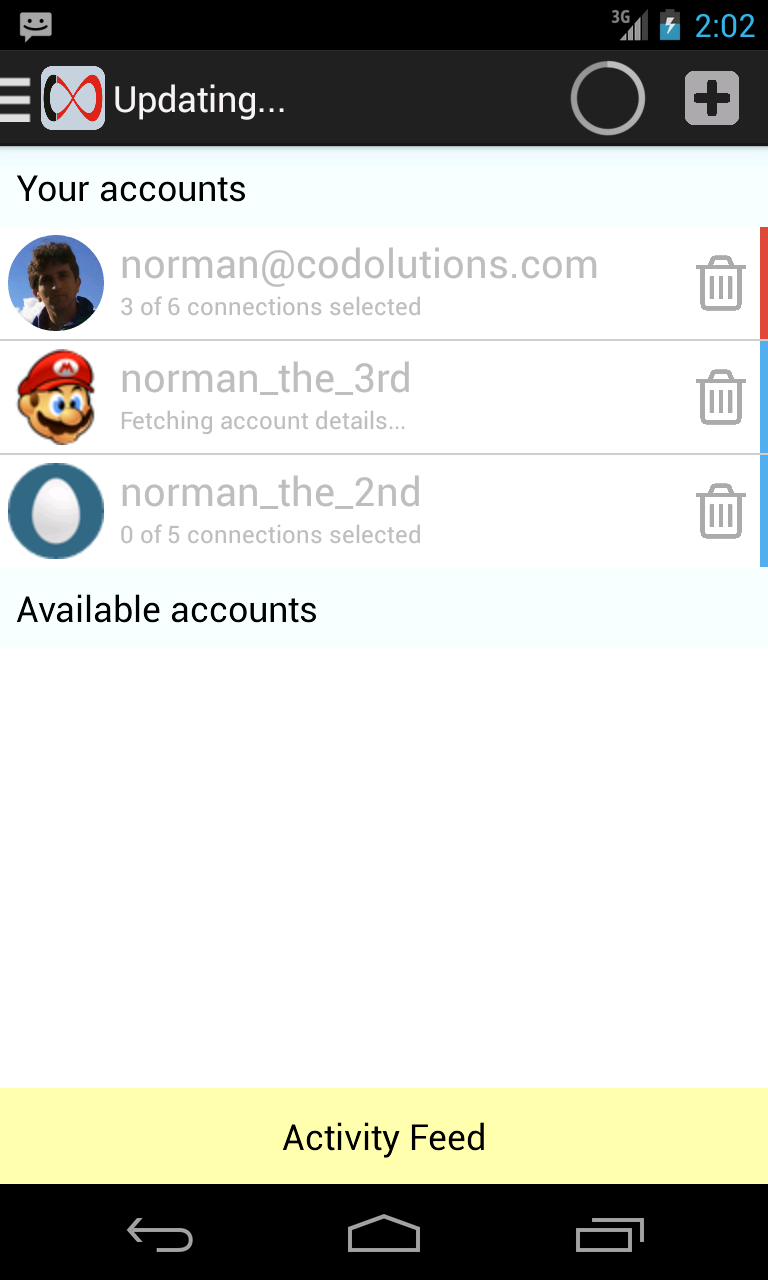 3G 2:02
Updating...
Your accounts
norman@codolutions.com
3 of 6 connections selected
norman_the_3rd
Fetching account details...
norman_the_2nd
0 of 5 connections selected
Available accounts
Activity Feed